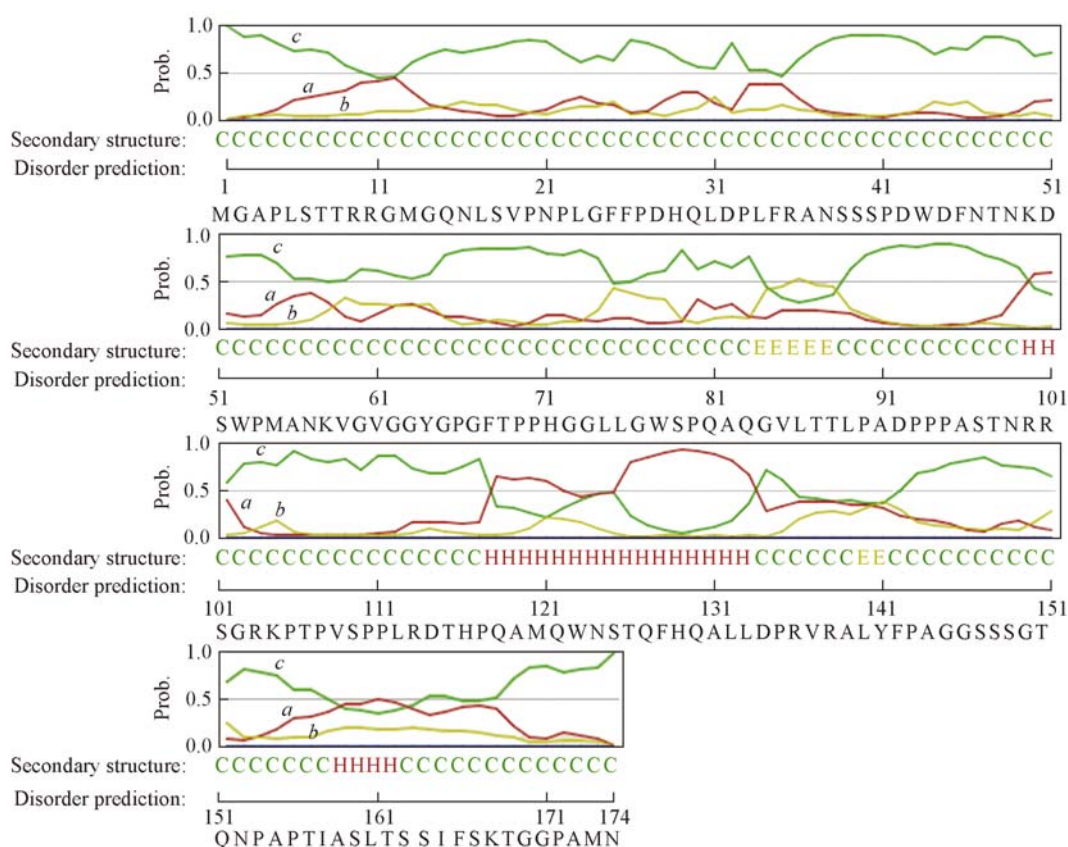 1.0
c
Prob.
0.5
a
b
0.0
Secondary structure: CCCCCCCCCCCCCCCCCCCCCCCCCCCCCCCCCCCCCCCCCCCCCCCCCC
Disorder prediction:
1 11 21 31 41 51
MGAPLSTTRRGMGQNLSVPNPLGFFPDHQLDPLFRANSSSPDWDFNTNKD
1.0
c
Prob.
0.5
a
b
0.0
Secondary structure: CCCCCCCCCCCCCCCCCCCCCCCCCCCCCCCCEEEEECCCCCCCCCCCHH
Disorder prediction:
51 61 71 81 91 101
SWPMANKVGVGGYGPGFTPPHGGLLGWSPQAQGVLTTLPADPPPASTNRR
1.0
c
Prob.
0.5
a
b
0.0
Secondary structure: CCCCCCCCCCCCCCCCHHHHHHHHHHHHHHHHCCCCCCEECCCCCCCCCC
Disorder prediction:
101 111 121 131 141 151
SGRKPTPVSPPLRDTHPQAMQWNSTQFHQALLDPRVRALYFPAGGSSSGT
1.0
c
Prob.
0.5
a
b
0.0
Secondary structure: CCCCCCCHHHHCCCCCCCCCCCCC
Disorder prediction:
151 161 171 174
QNPAPTIASLTSSIFSKTGGPAMN